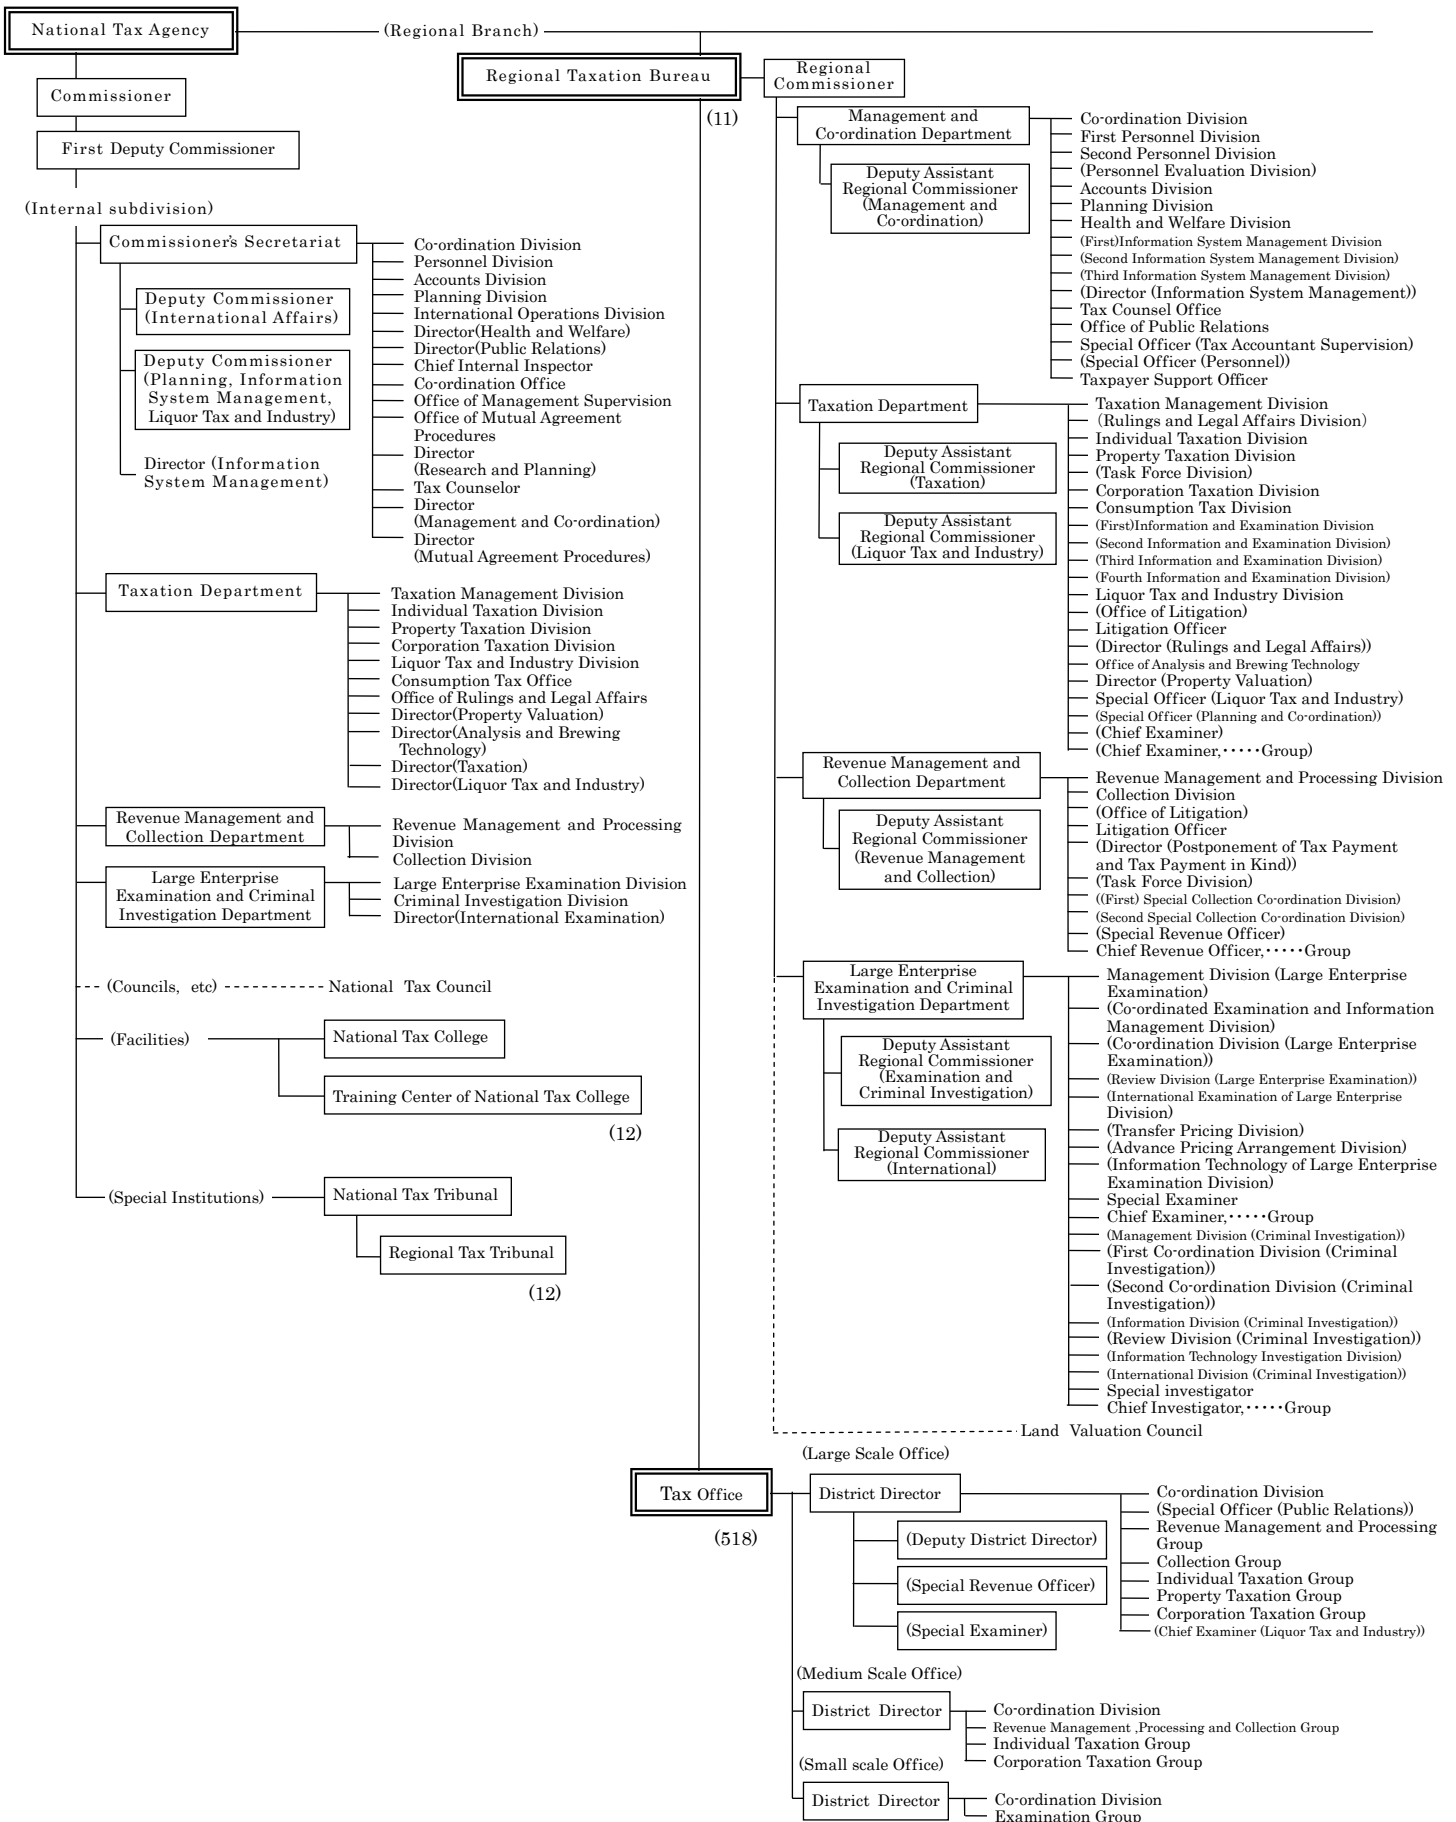 National Tax Agency
(Regional Branch)
Commissioner
First Deputy Commissioner
(Internal subdivision)
Commissioner's Secretariat
Deputy Commissioner
(International Affairs)
Deputy Commissioner
(Planning, Information
System Management,
Liquor Tax and Industry)
Director (Information
System Management)
Co-ordination Division
Personnel Division
Accounts Division
Planning Division
International Operations Division
Director(Health and Welfare)
Director(Public Relations)
Chief Internal Inspector
Co-ordination Office
Office of Management Supervision
Office of Mutual Agreement
Procedures
Director
(Research and Planning)
Tax Counselor
Director
(Management and Co-ordination)
Director
(Mutual Agreement Procedures)
Taxation Department
Taxation Management Division
Individual Taxation Division
Property Taxation Division
Corporation Taxation Division
Liquor Tax and Industry Division
Consumption Tax Office
Office of Rulings and Legal Affairs
Director(Property Valuation)
Director(Analysis and Brewing
Technology)
Director(Taxation)
Director(Liquor Tax and Industry)
Revenue Management and
Collection Department
Revenue Management and Processing
Division
Collection Division
Large Enterprise
Examination and Criminal
Investigation Department
Large Enterprise Examination Division
Criminal Investigation Division
Director(International Examination)
(Councils, etc)
National Tax Council
(Facilities)
National Tax College
Training Center of National Tax College
(12)
(Special Institutions)
National Tax Tribunal
Regional Tax Tribunal
(12)
Regional Taxation Bureau
(11)
Regional
Commissioner
Management and
Co-ordination Department
Deputy Assistant
Regional Commissioner
(Management and
Co-ordination)
Co-ordination Division
First Personnel Division
Second Personnel Division
(Personnel Evaluation Division)
Accounts Division
Planning Division
Health and Welfare Division
(First)Information System Management Division
(Second Information System Management Division)
(Third Information System Management Division)
(Director (Information System Management))
Tax Counsel Office
Office of Public Relations
Special Officer (Tax Accountant Supervision)
(Special Officer (Personnel))
Taxpayer Support Officer
Taxation Department
Deputy Assistant
Regional Commissioner
(Taxation)
Deputy Assistant
Regional Commissioner
(Liquor Tax and Industry)
Taxation Management Division
(Rulings and Legal Affairs Division)
Individual Taxation Division
Property Taxation Division
(Task Force Division)
Corporation Taxation Division
Consumption Tax Division
(First)Information and Examination Division
(Second Information and Examination Division)
(Third Information and Examination Division)
(Fourth Information and Examination Division)
Liquor Tax and Industry Division
(Office of Litigation)
Litigation Officer
(Director (Rulings and Legal Affairs))
Office of Analysis and Brewing Technology
Director (Property Valuation)
Special Officer (Liquor Tax and Industry)
(Special Officer (Planning and Co-ordination))
(Chief Examiner)
(Chief Examiner,·····Group)
Revenue Management and
Collection Department
Deputy Assistant
Regional Commissioner
(Revenue Management
and Collection)
Revenue Management and Processing Division
Collection Division
(Office of Litigation)
Litigation Officer
(Director (Postponement of Tax Payment
and Tax Payment in Kind))
(Task Force Division)
((First) Special Collection Co-ordination Division)
(Second Special Collection Co-ordination Division)
(Special Revenue Officer)
Chief Revenue Officer,·····Group
Large Enterprise
Examination and Criminal
Investigation Department
Deputy Assistant
Regional Commissioner
(Examination and
Criminal Investigation)
Deputy Assistant
Regional Commissioner
(International)
Management Division (Large Enterprise
Examination)
(Co-ordinated Examination and Information
Management Division)
(Co-ordination Division (Large Enterprise
Examination))
(Review Division (Large Enterprise Examination))
(International Examination of Large Enterprise
Division)
(Transfer Pricing Division)
(Advance Pricing Arrangement Division)
(Information Technology of Large Enterprise
Examination Division)
Special Examiner
Chief Examiner,·····Group
(Management Division (Criminal Investigation))
(First Co-ordination Division (Criminal
Investigation))
(Second Co-ordination Division (Criminal
Investigation))
(Information Division (Criminal Investigation))
(Review Division (Criminal Investigation))
(Information Technology Investigation Division)
(International Division (Criminal Investigation))
Special investigator
Chief Investigator,·····Group
Land Valuation Council
Tax Office
(518)
(Large Scale Office)
District Director
(Deputy District Director)
(Special Revenue Officer)
(Special Examiner)
Co-ordination Division
(Special Officer (Public Relations))
Revenue Management and Processing
Group
Collection Group
Individual Taxation Group
Property Taxation Group
Corporation Taxation Group
(Chief Examiner (Liquor Tax and Industry))
(Medium Scale Office)
District Director
Co-ordination Division
Revenue Management ,Processing and Collection Group
Individual Taxation Group
Corporation Taxation Group
(Small scale Office)
District Director
Co-ordination Division
Examination Group